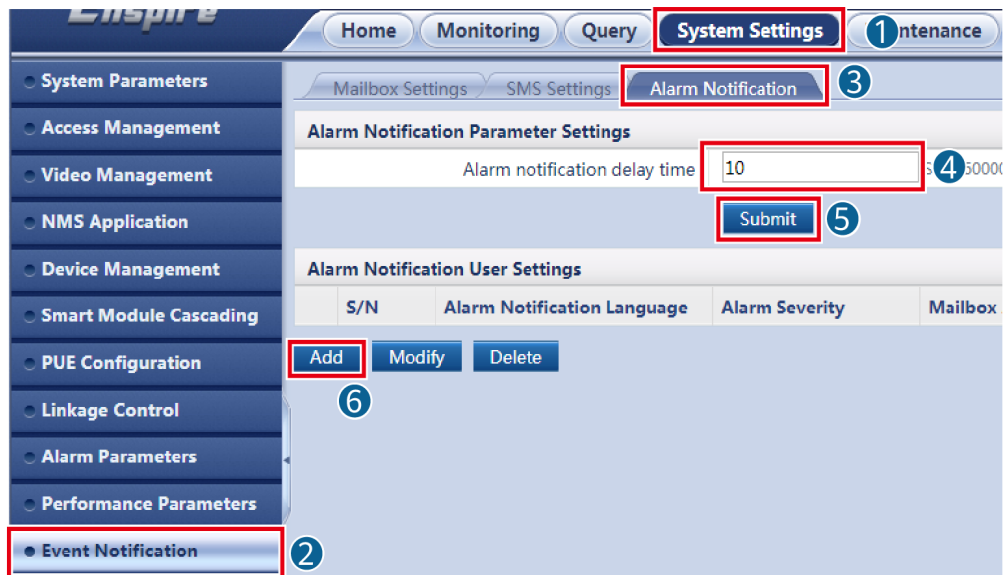 Home Monitoring Query System Settings 1 ntenance
System Parameters
Mailbox Settings SMS Settings Alarm Notification 3
Access Management
Alarm Notification Parameter Settings
Video Management
Alarm notification delay time 10 4
NMS Application
Submit 5
Device Management
Alarm Notification User Settings
Smart Module Cascading
S/N Alarm Notification Language Alarm Severity Mailbox
PUE Configuration
Add Modify Delete
6
Linkage Control
Alarm Parameters
Performance Parameters
Event Notification 2